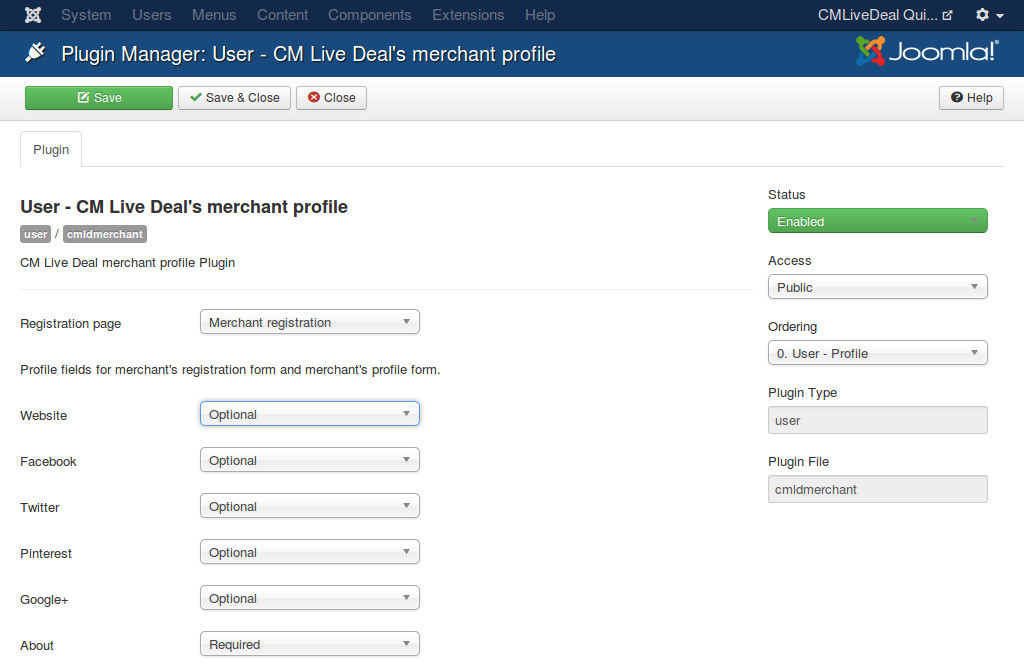 System Users Menus Content Components Extensions Help CMLiveDeal Qui...
Plugin Manager: User - CM Live Deal's merchant profile Joomla!®
Save Save & Close Close Help
Plugin
User - CM Live Deal's merchant profile
user / cmldmerchant
CM Live Deal merchant profile Plugin
Registration page Merchant registration
Profile fields for merchant's registration form and merchant's profile form.
Website Optional
Facebook Optional
Twitter Optional
Pinterest Optional
Google+ Optional
About Required
Status
Enabled
Access
Public
Ordering
0. User - Profile
Plugin Type
user
Plugin File
cmldmerchant